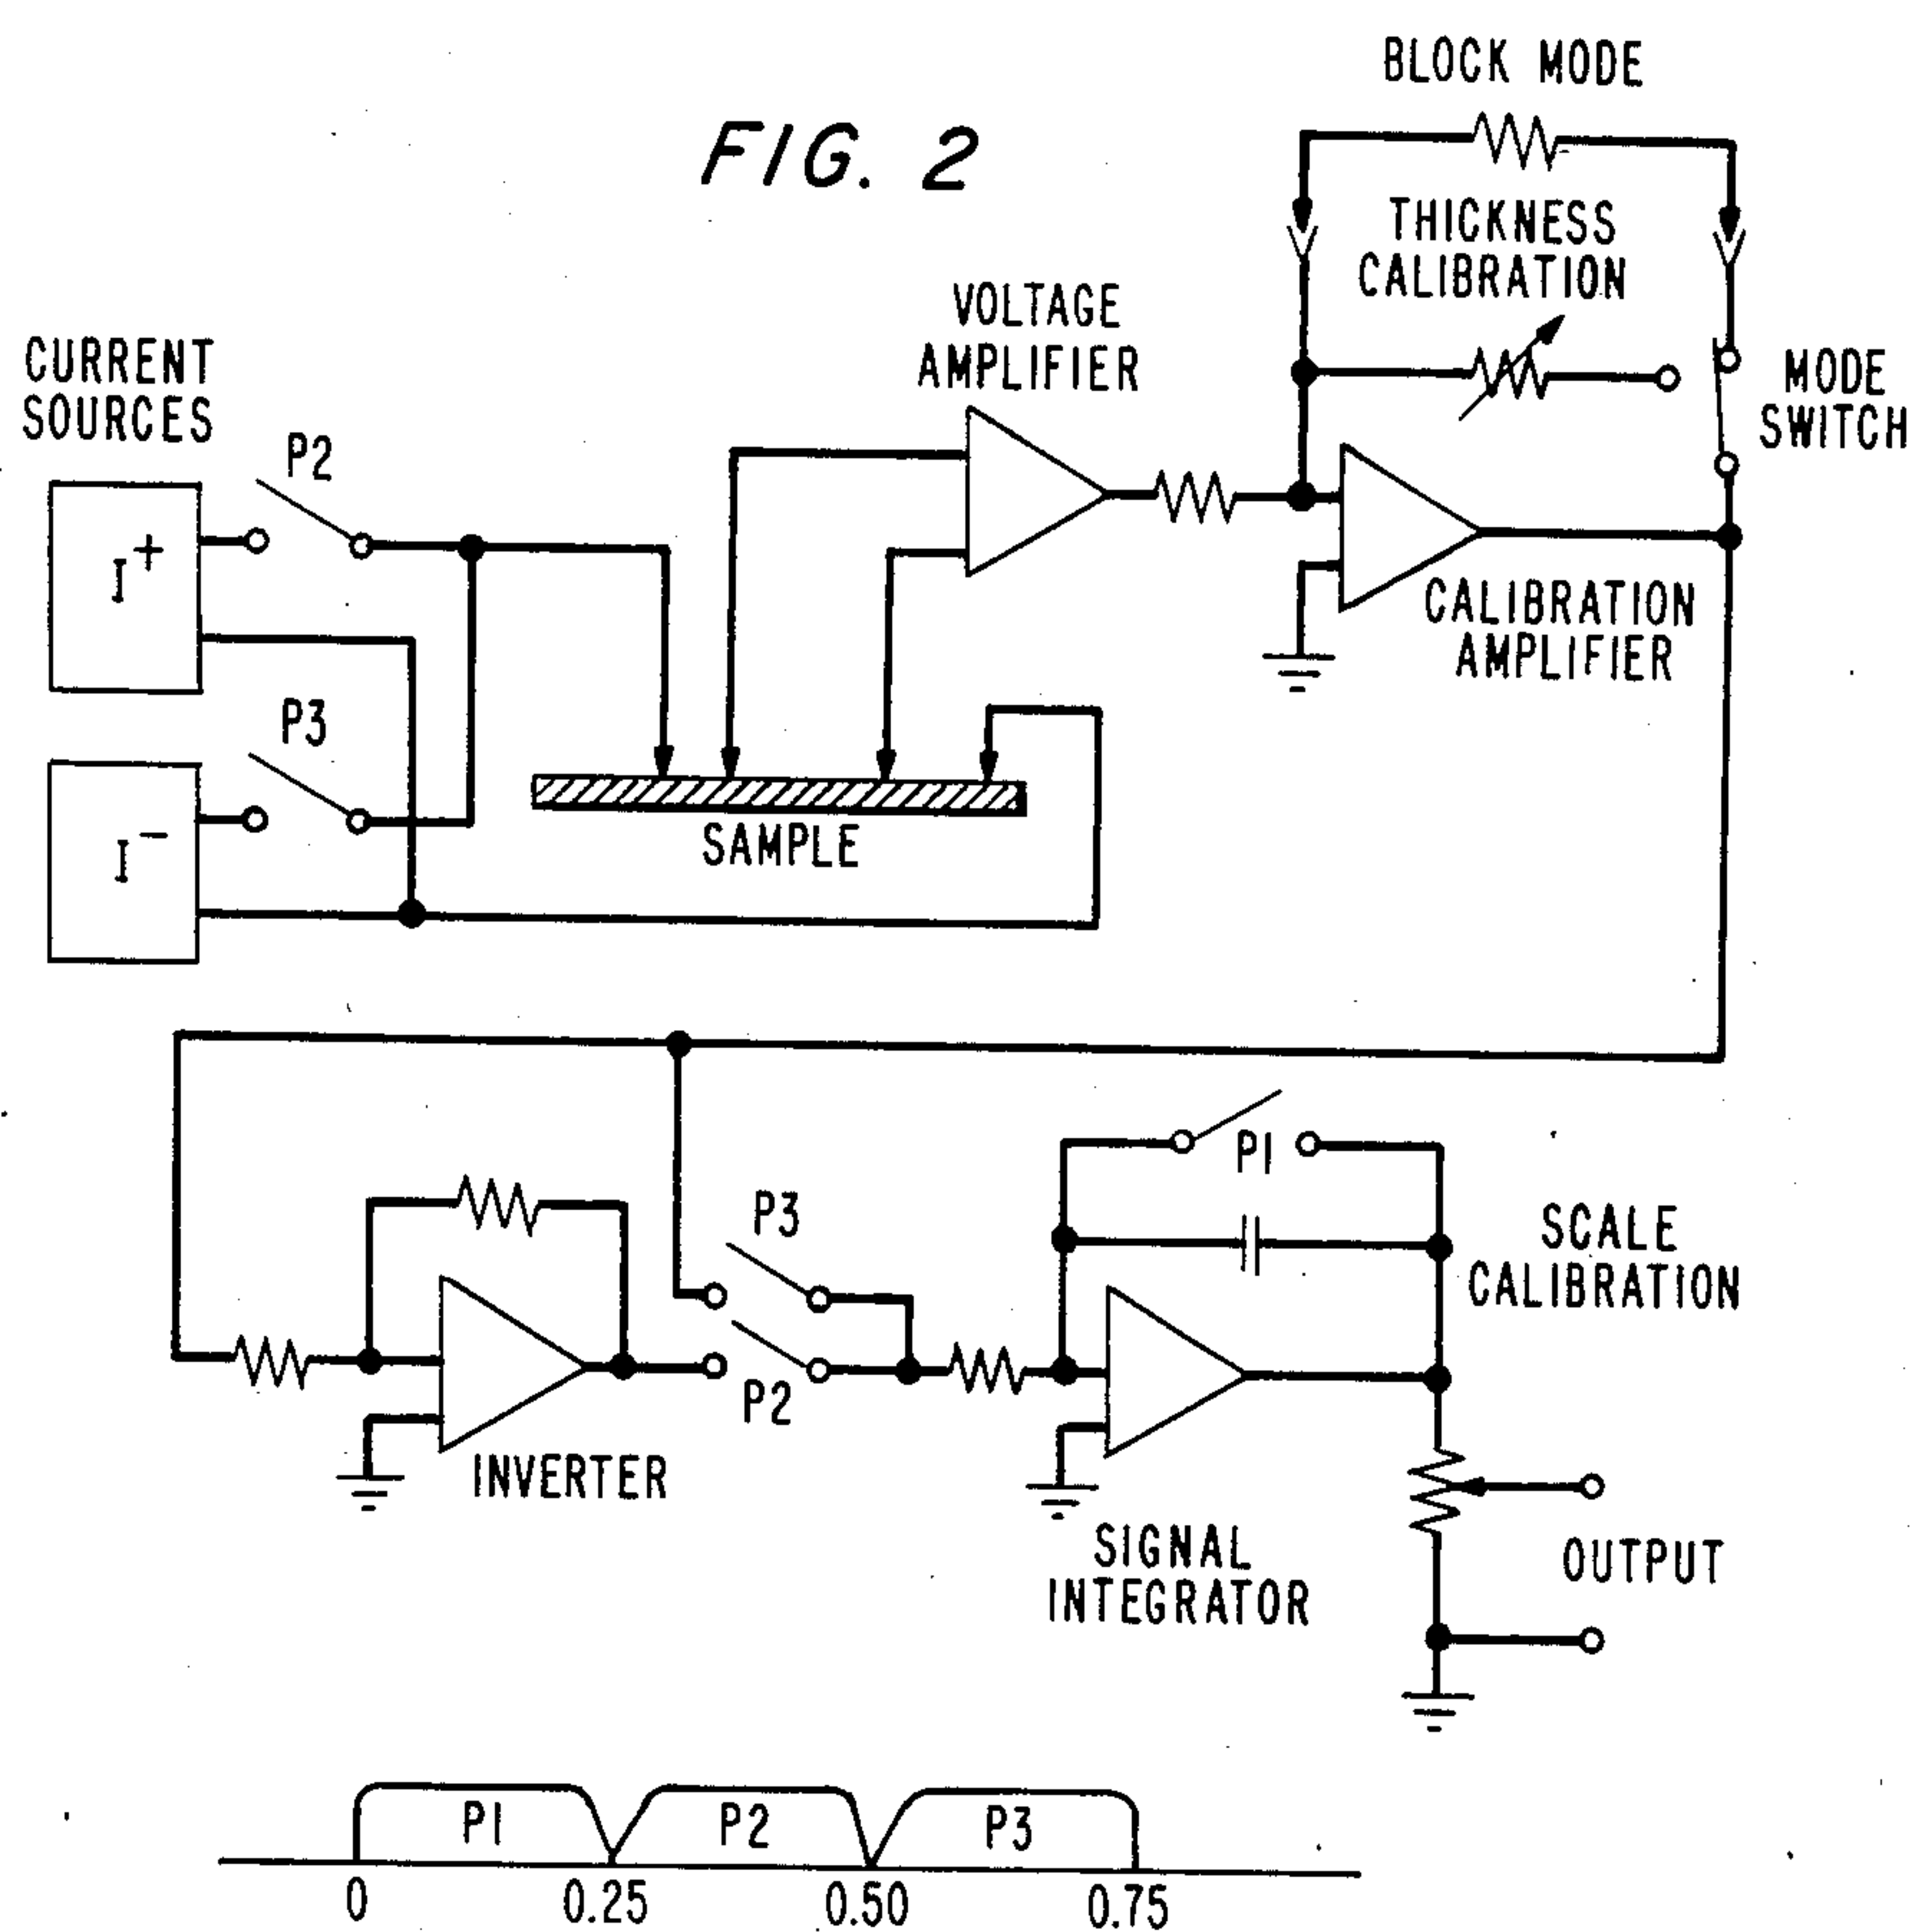 FIG. 2
BLOCK MODE
THICKNESS
CALIBRATION
VOLTAGE
AMPLIFIER
MODE
SWITCH
CURRENT
SOURCES
P2
I+
CALIBRATION
AMPLIFIER
P3
I-
SAMPLE
P1
P3
SCALE
CALIBRATION
P2
INVERTER
SIGNAL
INTEGRATOR
OUTPUT
P1
P2
P3
0
0.25
0.50
0.75